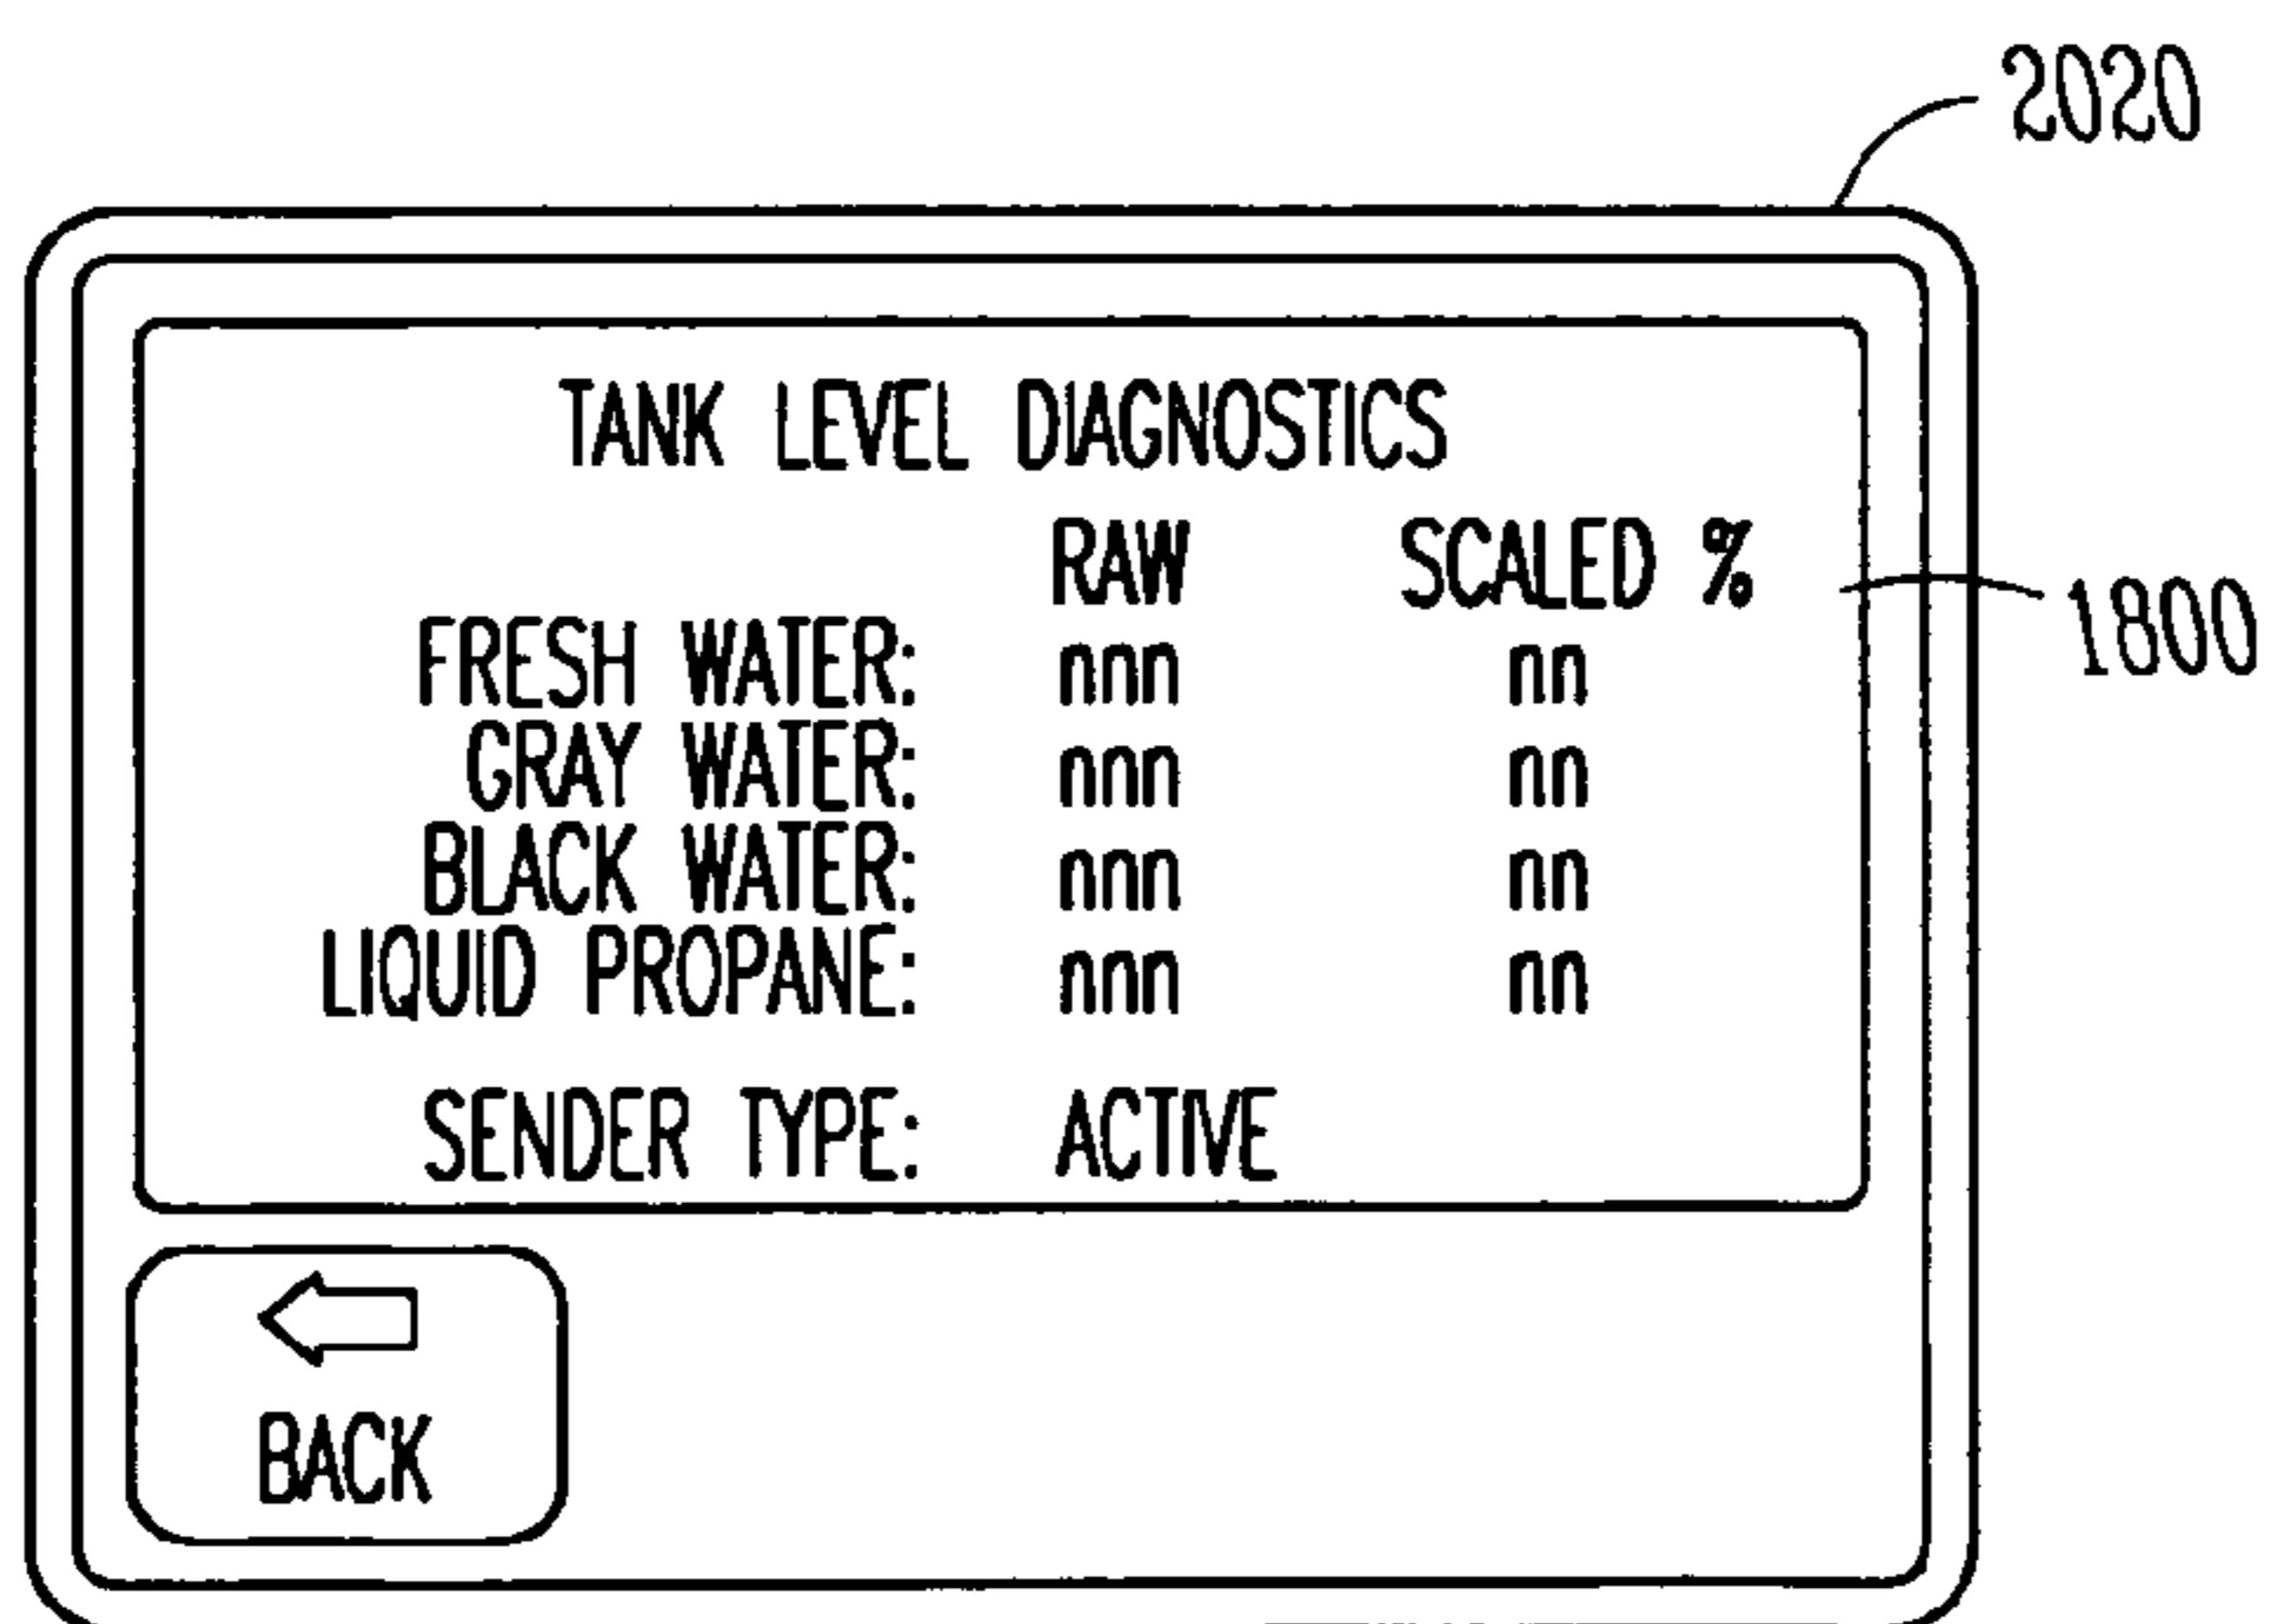 2020
TANK LEVEL DIAGNOSTICS
RAW SCALED %
1800
FRESH WATER: nnn nn
GRAY WATER: nnn nn
BLACK WATER: nnn nn
LIQUID PROPANE: nnn nn
SENDER TYPE: ACTIVE
BACK